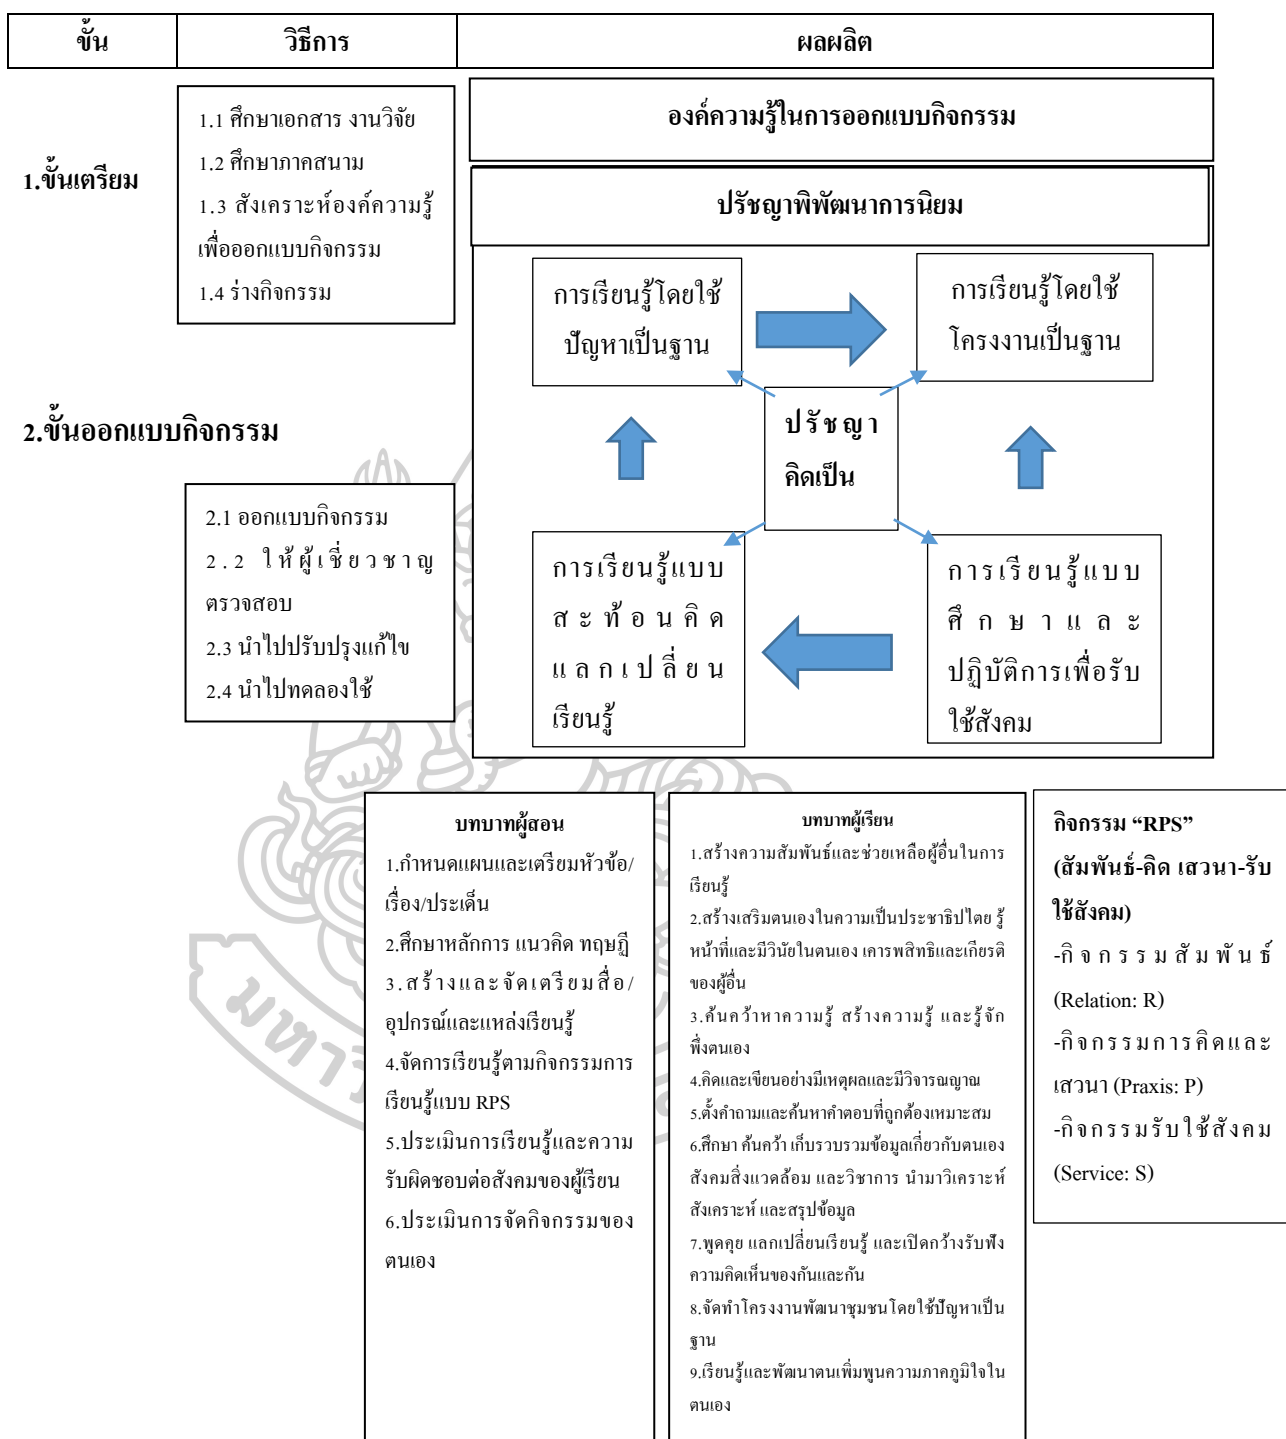 ขั้น
วิธีการ
ผลผลิต
1.ขั้นเตรียม
1.1 ศึกษาเอกสาร งานวิจัย
1.2 ศึกษาภาคสนาม
1.3 สังเคราะห์องค์ความรู้
เพื่อออกแบบกิจกรรม
1.4 ร่างกิจกรรม
องค์ความรู้ในการออกแบบกิจกรรม
ปรัชญาพิพัฒนาการนิยม
การเรียนรู้โดยใช้
ปัญหาเป็นฐาน
การเรียนรู้โดยใช้
โครงงานเป็นฐาน
ปรัชญา
คิดเป็น
2.ขั้นออกแบบกิจกรรม
2.1 ออกแบบกิจกรรม
2.2 ให้ผู้เชี่ยวชาญ
ตรวจสอบ
2.3 นำไปปรับปรุงแก้ไข
2.4 นำไปทดลองใช้
การเรียนรู้แบบ
สะท้อนคิด
แลกเปลี่ยน
เรียนรู้
การเรียนรู้แบบ
ศึกษาและ
ปฏิบัติการเพื่อรับ
ใช้สังคม
บทบาทผู้สอน
1.กำหนดแผนและเตรียมหัวข้อ/
เรื่อง/ประเด็น
2.ศึกษาหลักการ แนวคิด ทฤษฎี
3.สร้างและจัดเตรียมสื่อ/
อุปกรณ์และแหล่งเรียนรู้
4.จัดการเรียนรู้ตามกิจกรรมการ
เรียนรู้แบบ RPS
5.ประเมินการเรียนรู้และความ
รับผิดชอบต่อสังคมของผู้เรียน
6.ประเมินการจัดกิจกรรมของ
ตนเอง
บทบาทผู้เรียน
1.สร้างความสัมพันธ์และช่วยเหลือผู้อื่นในการ
เรียนรู้
2.สร้างเสริมตนเองในความเป็นประชาธิปไตย รู้
หน้าที่และมีวินัยในตนเอง เคารพสิทธิและเกียรติ
ของผู้อื่น
3.ค้นคว้าหาความรู้ สร้างความรู้ และรู้จัก
พึ่งตนเอง
4.คิดและเขียนอย่างมีเหตุผลและมีวิจารณญาณ
5.ตั้งคำถามและค้นหาคำตอบที่ถูกต้องเหมาะสม
6.ศึกษา ค้นคว้า เก็บรวบรวมข้อมูลเกี่ยวกับตนเอง
สังคมสิ่งแวดล้อม และวิชาการ นำมาวิเคราะห์
สังเคราะห์ และสรุปข้อมูล
7.พูดคุย แลกเปลี่ยนเรียนรู้ และเปิดกว้างรับฟัง
ความคิดเห็นของกันและกัน
8.จัดทำโครงงานพัฒนาชุมชนโดยใช้ปัญหาเป็น
ฐาน
9.เรียนรู้และพัฒนาตนเพิ่มพูนความภาคภูมิใจใน
ตนเอง
กิจกรรม “RPS”
(สัมพันธ์-คิด เสวนา-รับ
ใช้สังคม)
-กิจกรรมสัมพันธ์
(Relation: R)
-กิจกรรมการคิดและ
เสวนา (Praxis: P)
-กิจกรรมรับใช้สังคม
(Service: S)